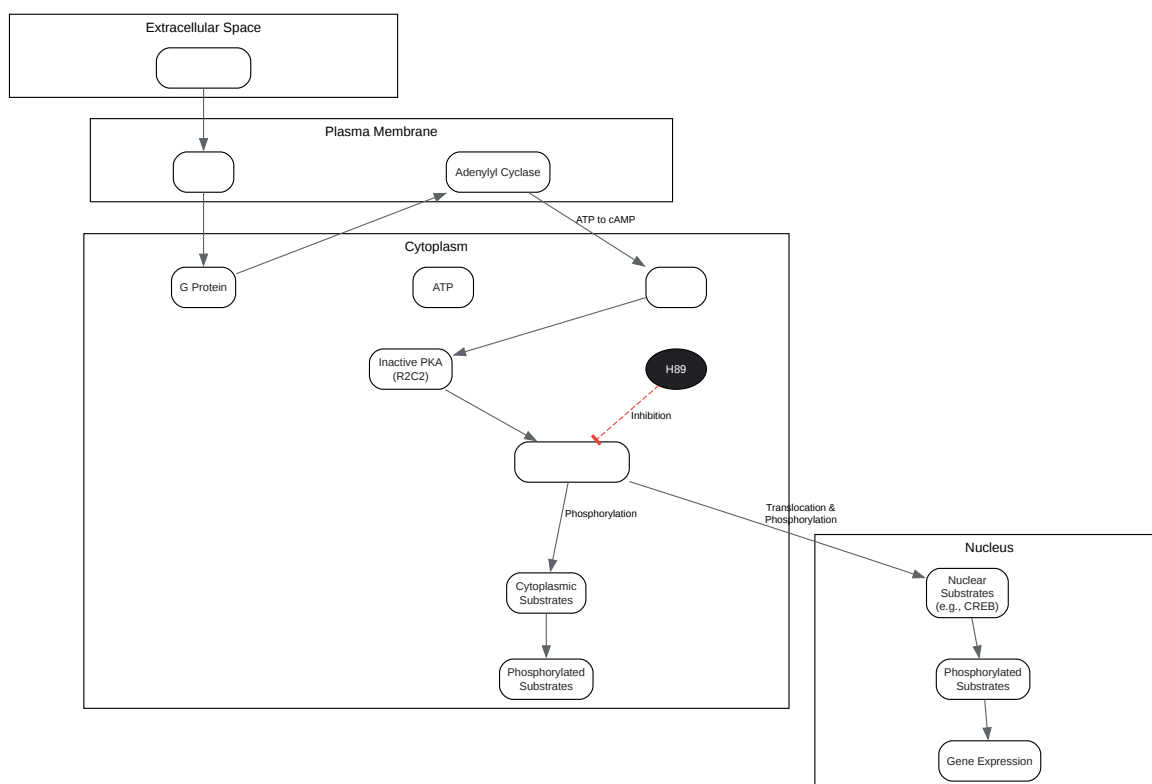 Extracellular Space
Plasma Membrane
Adenylyl Cyclase
ATP to cAMP
Cytoplasm
G Protein
ATP
Inactive PKA
(R2C2)
H89
Inhibition
Phosphorylation
Translocation &
Phosphorylation
Nucleus
Cytoplasmic
Substrates
Nuclear
Substrates
(e.g., CREB)
Phosphorylated
Substrates
Phosphorylated
Substrates
Gene Expression